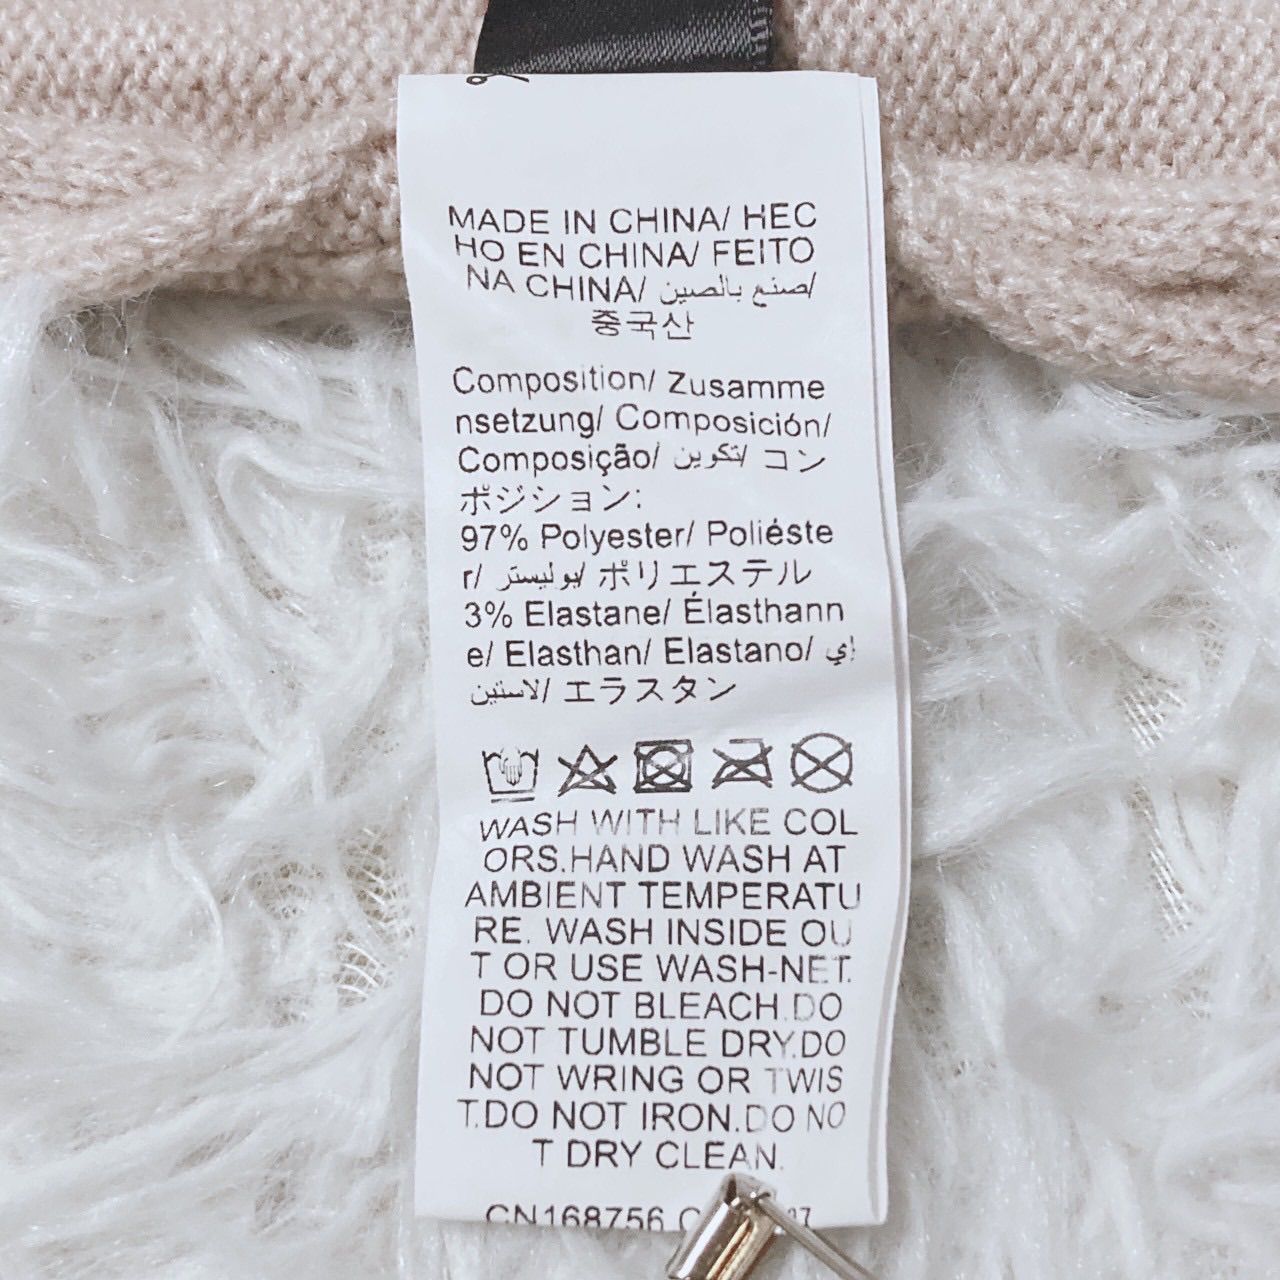 MADE IN CHINA/ HEC
HO EN CHINA/ FEITO
NA CHINA/ صنع بالصين/
중국산
Composition/ Zusamme
nsetzung/ Composición/
Composição/ تكوين/ コン
ポジション:
97% Polyester/ Poliéste
r/ بوليستر/ ポリエステル
3% Elastane/ Élasthann
e/ Elasthan/ Elastano/ إي
لاستين/ エラスタン
WASH WITH LIKE COL
ORS.HAND WASH AT
AMBIENT TEMPERATU
RE. WASH INSIDE OU
T OR USE WASH-NET.
DO NOT BLEACH.DO
NOT TUMBLE DRY.DO
NOT WRING OR TWIS
T.DO NOT IRON.DO NO
T DRY CLEAN.
CN168756